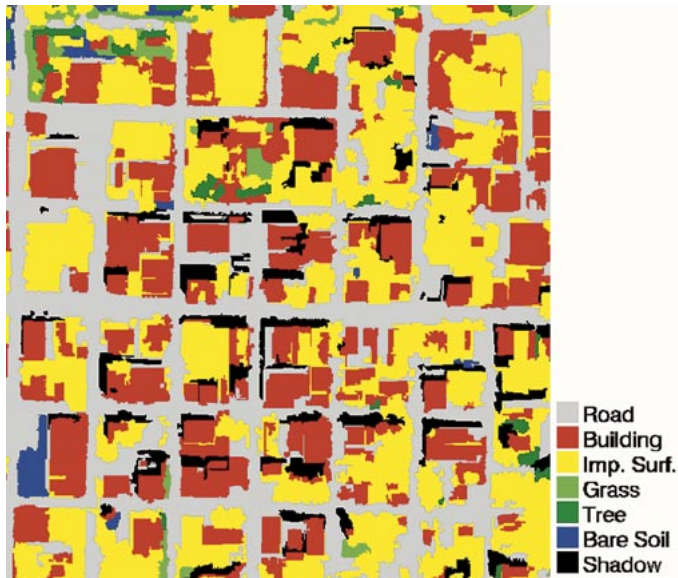 Road
Building
Imp. Surf.
Grass
Tree
Bare Soil
Shadow